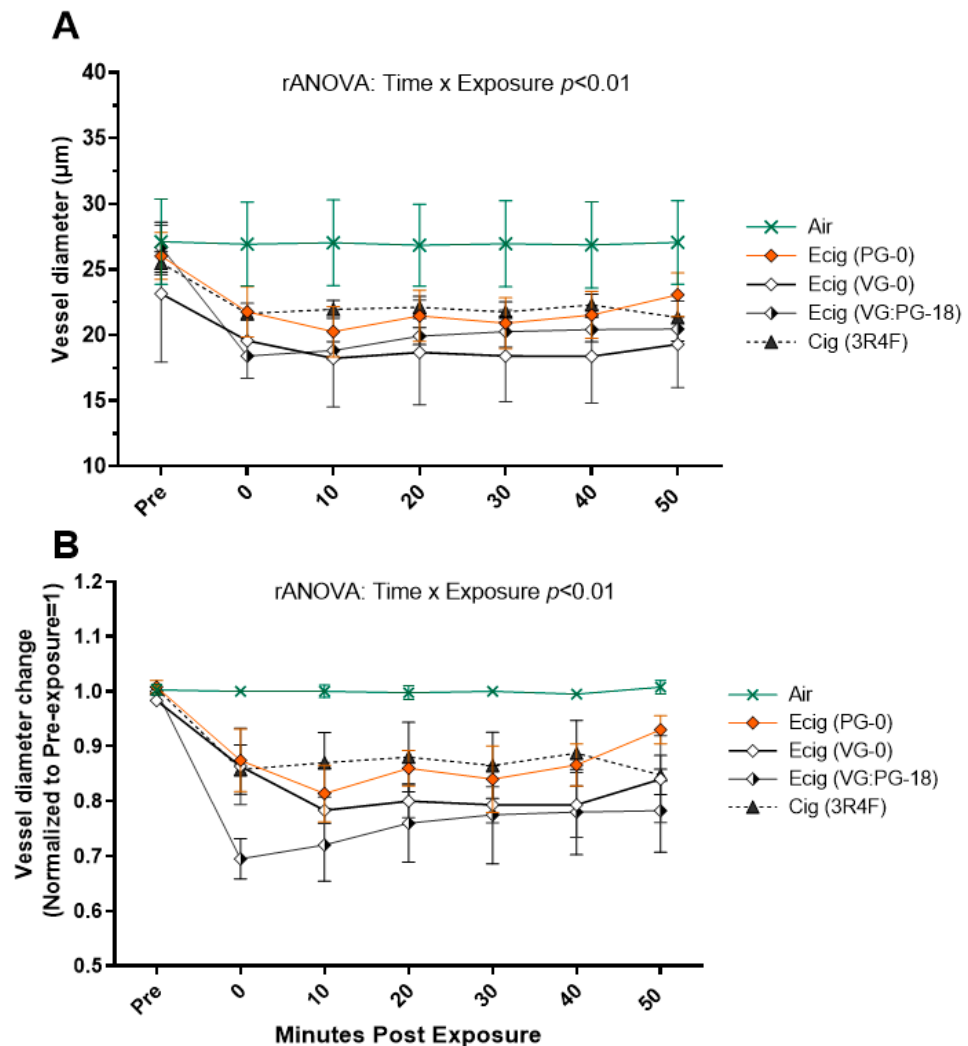 A
rANOVA: Time x Exposure p<0.01
Vessel diameter (µm)
40
35
30
25
20
15
10
Pre
0
10
20
30
40
50
Air
Ecig (PG-0)
Ecig (VG-0)
Ecig (VG:PG-18)
Cig (3R4F)
B
rANOVA: Time x Exposure p<0.01
Vessel diameter change
(Normalized to Pre-exposure=1)
1.2
1.1
1.0
0.9
0.8
0.7
0.6
0.5
Pre
0
10
20
30
40
50
Minutes Post Exposure
Air
Ecig (PG-0)
Ecig (VG-0)
Ecig (VG:PG-18)
Cig (3R4F)